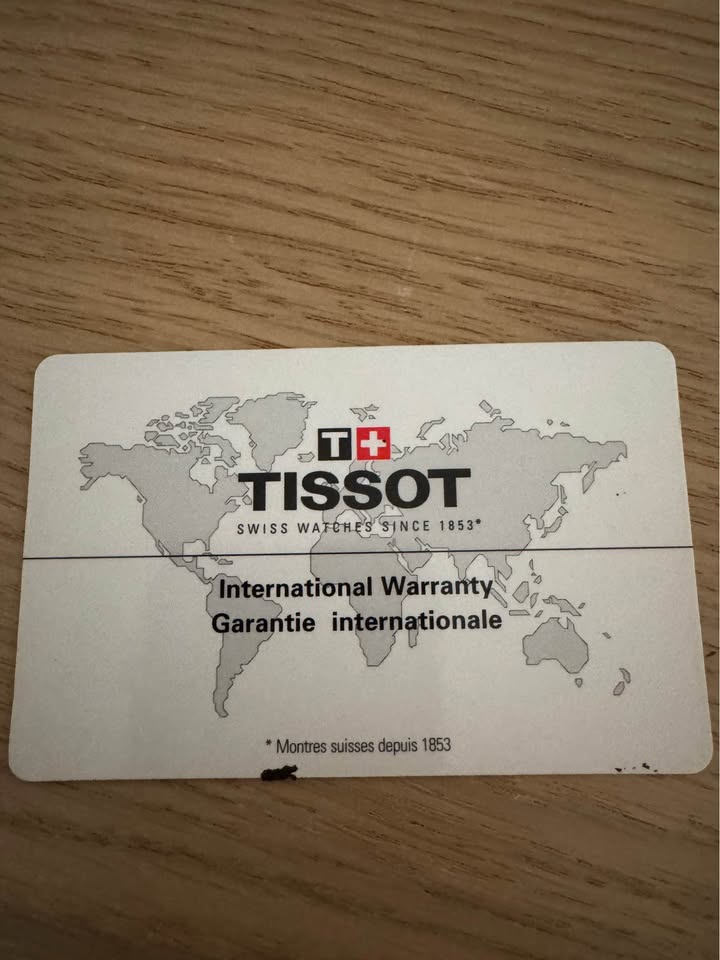 T+
TISSOT
SWISS WATCHES SINCE 1853*
International Warranty
Garantie internationale
* Montres suisses depuis 1853